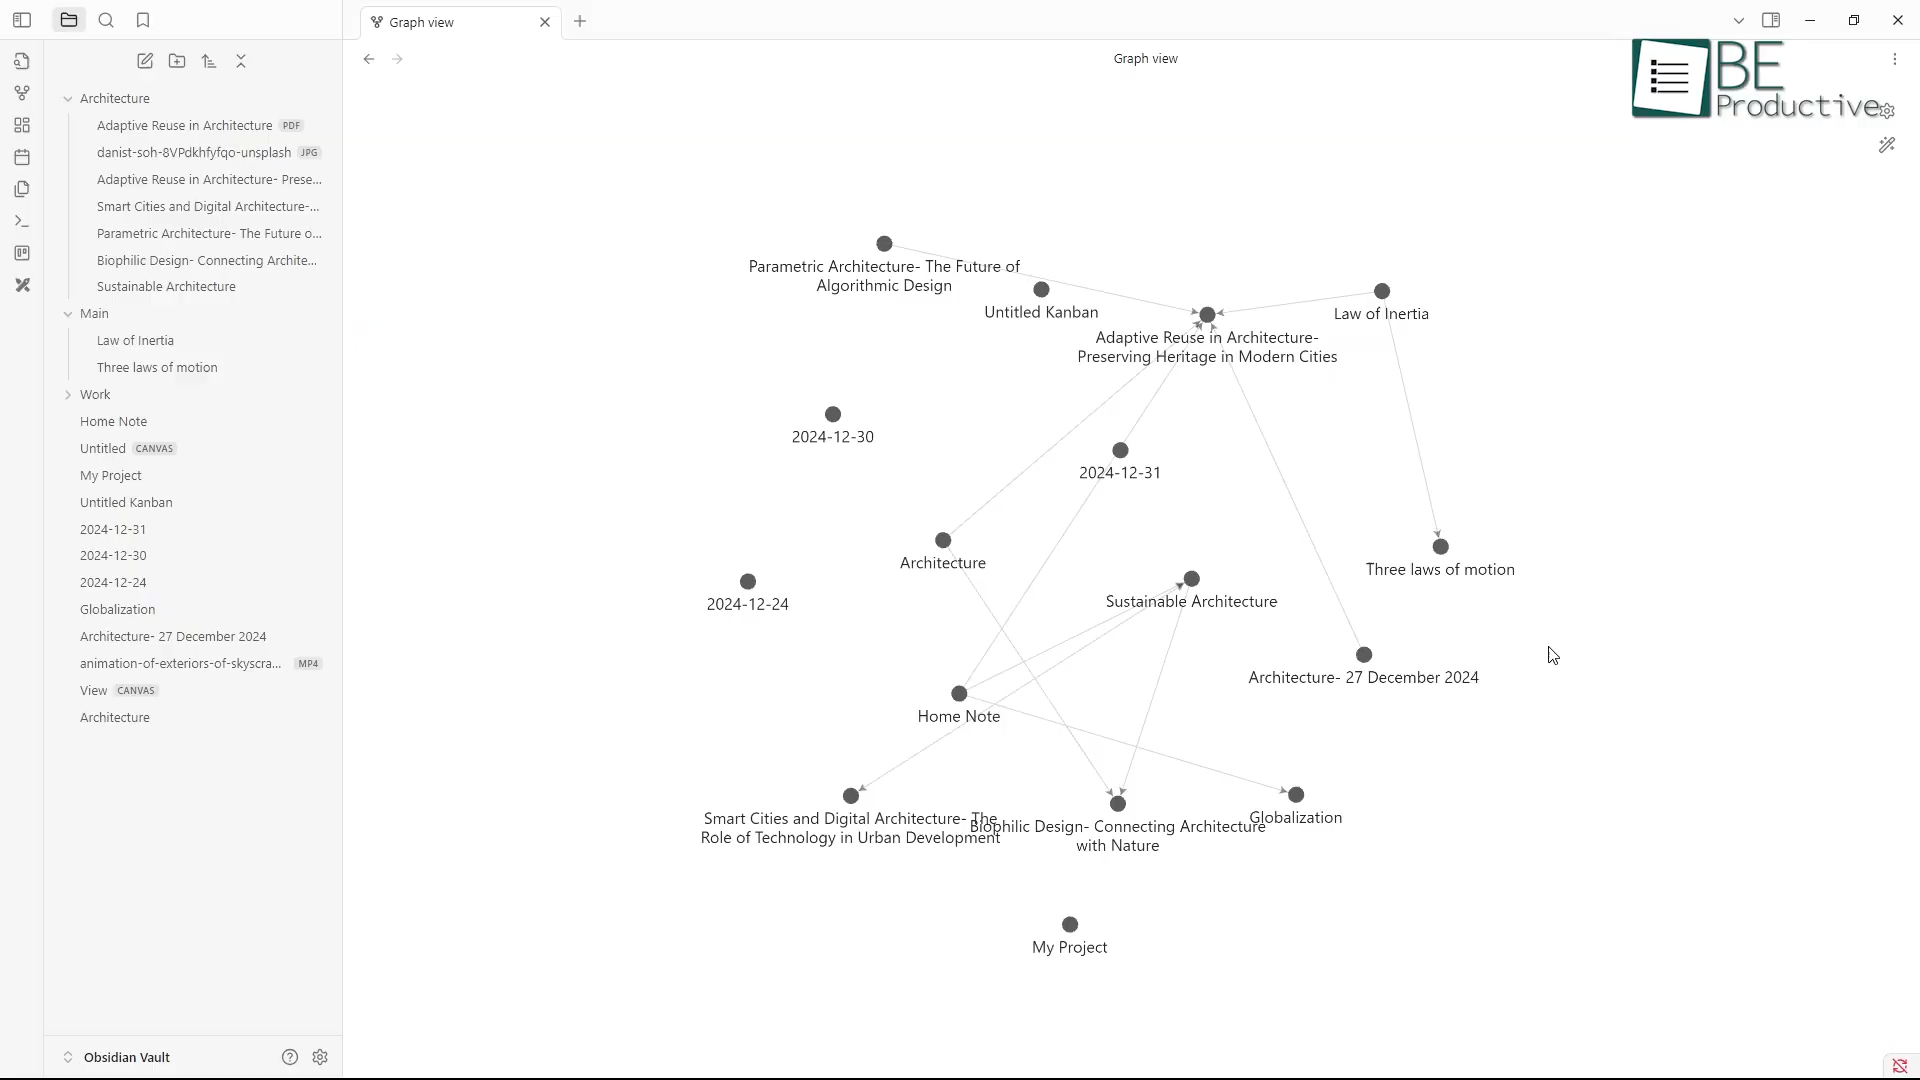 Graph view
Graph view
BE
Productive
Architecture
Adaptive Reuse in Architecture PDF
danist-soh-8VPdkhfyfqo-unsplash JPG
Adaptive Reuse in Architecture- Prese...
Smart Cities and Digital Architecture-...
Parametric Architecture- The Future o...
Biophilic Design- Connecting Archite...
Sustainable Architecture
Main
Law of Inertia
Three laws of motion
Work
Home Note
Untitled CANVAS
My Project
Untitled Kanban
2024-12-31
2024-12-30
2024-12-24
Globalization
Architecture- 27 December 2024
animation-of-exteriors-of-skyscra... MP4
View CANVAS
Architecture
Obsidian Vault
Parametric Architecture- The Future of
Algorithmic Design
Untitled Kanban
Law of Inertia
Adaptive Reuse in Architecture-
Preserving Heritage in Modern Cities
2024-12-30
2024-12-31
Architecture
Three laws of motion
2024-12-24
Sustainable Architecture
Architecture- 27 December 2024
Home Note
Smart Cities and Digital Architecture- The
Role of Technology in Urban Development
Biophilic Design- Connecting Architecture
with Nature
Globalization
My Project